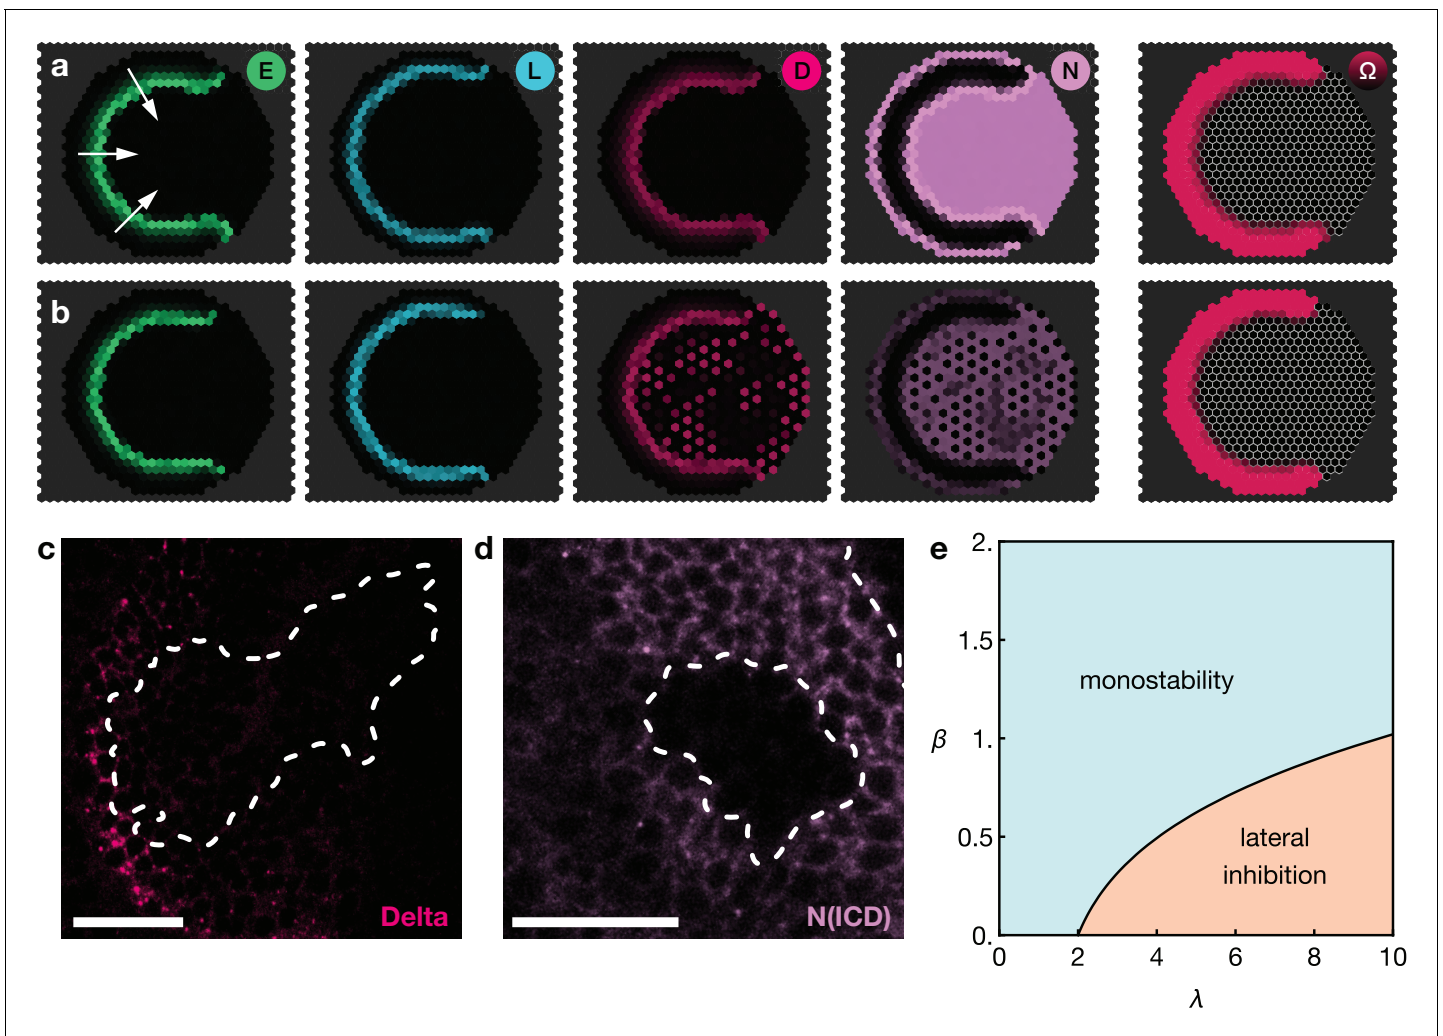 a
E
L
D
N
Ω
b
c
Delta
d
N(ICD)
e
2.
1.5
β
1.
0.5
0.
monostability
lateral
inhibition
0
2
4
6
8
10
λ